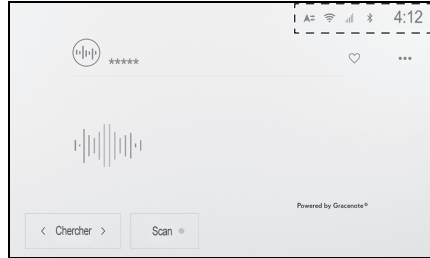 A 4:12
*****
Powered by Gracenote®
< Chercher >
Scan